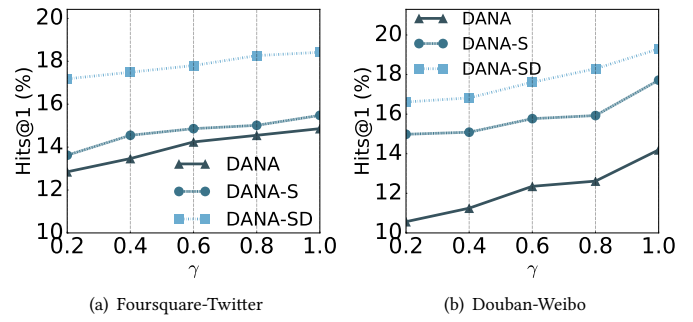 Hits@1 (%)
20
18
16
14
12
10
0.2 0.4 0.6 0.8 1.0
γ
DANA
DANA-S
DANA-SD
(a) Foursquare-Twitter
Hits@1 (%)
20
18
16
14
12
10
0.2 0.4 0.6 0.8 1.0
γ
DANA
DANA-S
DANA-SD
(b) Douban-Weibo